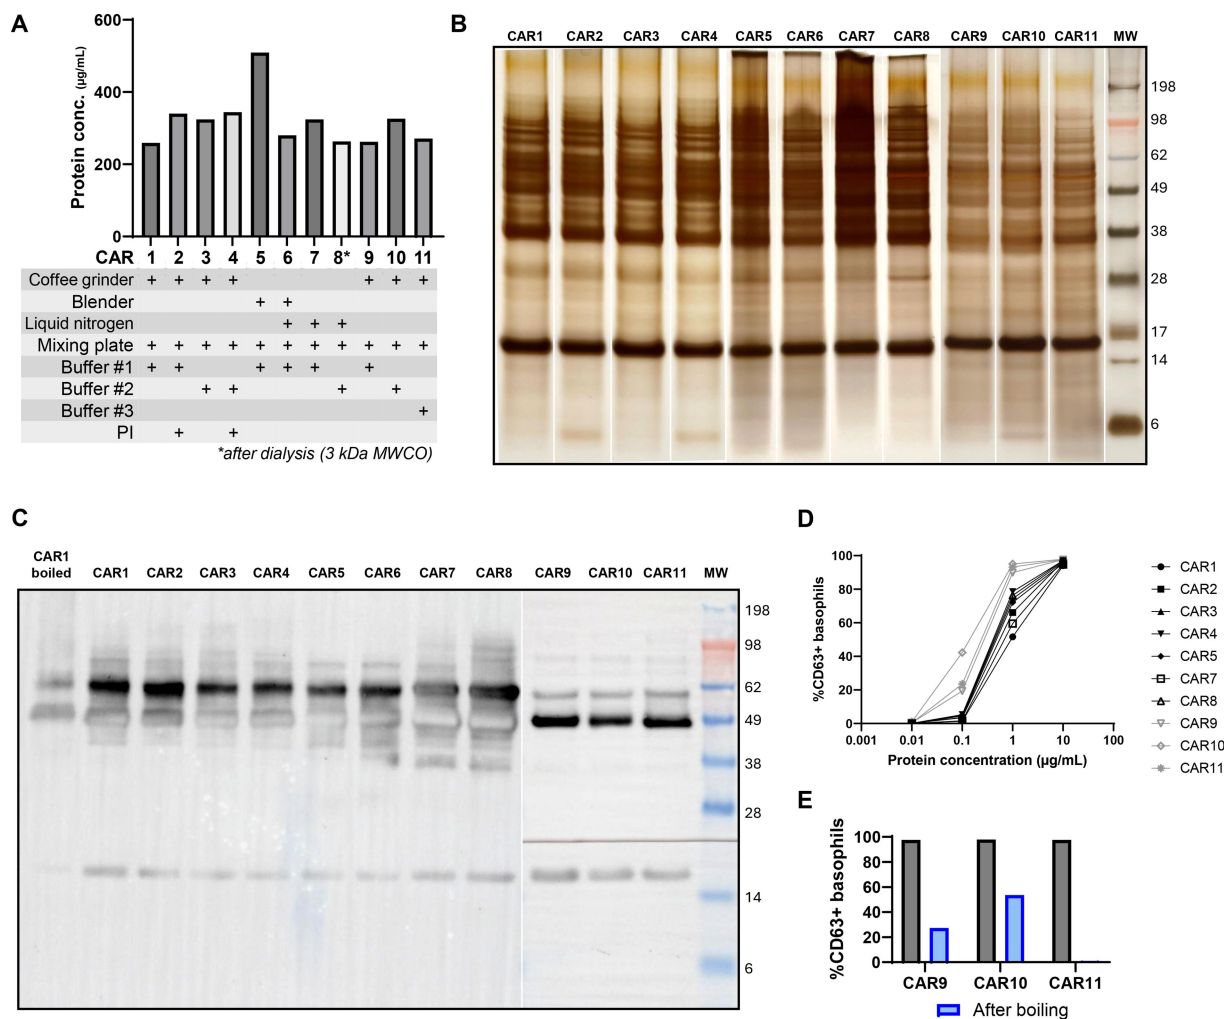 A
Protein conc. (µg/mL)
600
400
200
0
CAR 1 2 3 4 5 6 7 8* 9 10 11
Coffee grinder + + + + + + +
Blender + +
Liquid nitrogen + + +
Mixing plate + + + + + + + + + + +
Buffer #1 + + + + + +
Buffer #2 + + + +
Buffer #3 +
PI + +
*after dialysis (3 kDa MWCO)
B
CAR1 CAR2 CAR3 CAR4 CAR5 CAR6 CAR7 CAR8 CAR9 CAR10 CAR11 MW
198
98
62
49
38
28
17
14
6
C
CAR1
boiled CAR1 CAR2 CAR3 CAR4 CAR5 CAR6 CAR7 CAR8 CAR9 CAR10 CAR11 MW
198
98
62
49
38
28
14
6
D
%CD63+ basophils
100
80
60
40
20
0
0.001 0.01 0.1 1 10 100
Protein concentration (µg/mL)
CAR1
CAR2
CAR3
CAR4
CAR5
CAR7
CAR8
CAR9
CAR10
CAR11
E
%CD63+ basophils
100
80
60
40
20
0
CAR9 CAR10 CAR11
After boiling